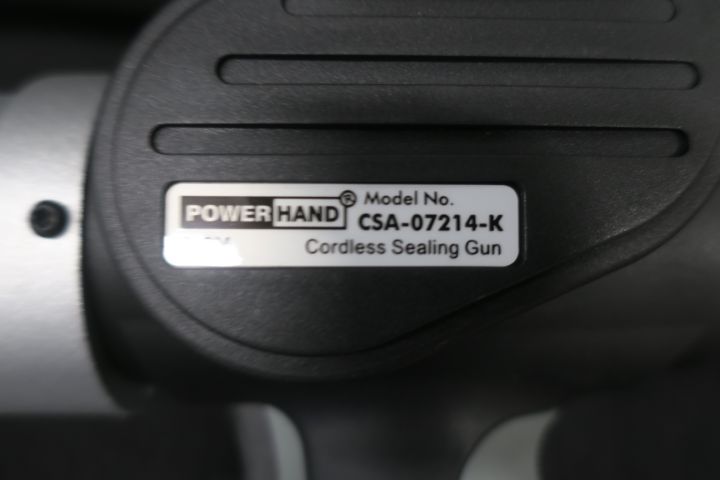 POWERHAND® Model No.
CSA-07214-K
Cordless Sealing Gun